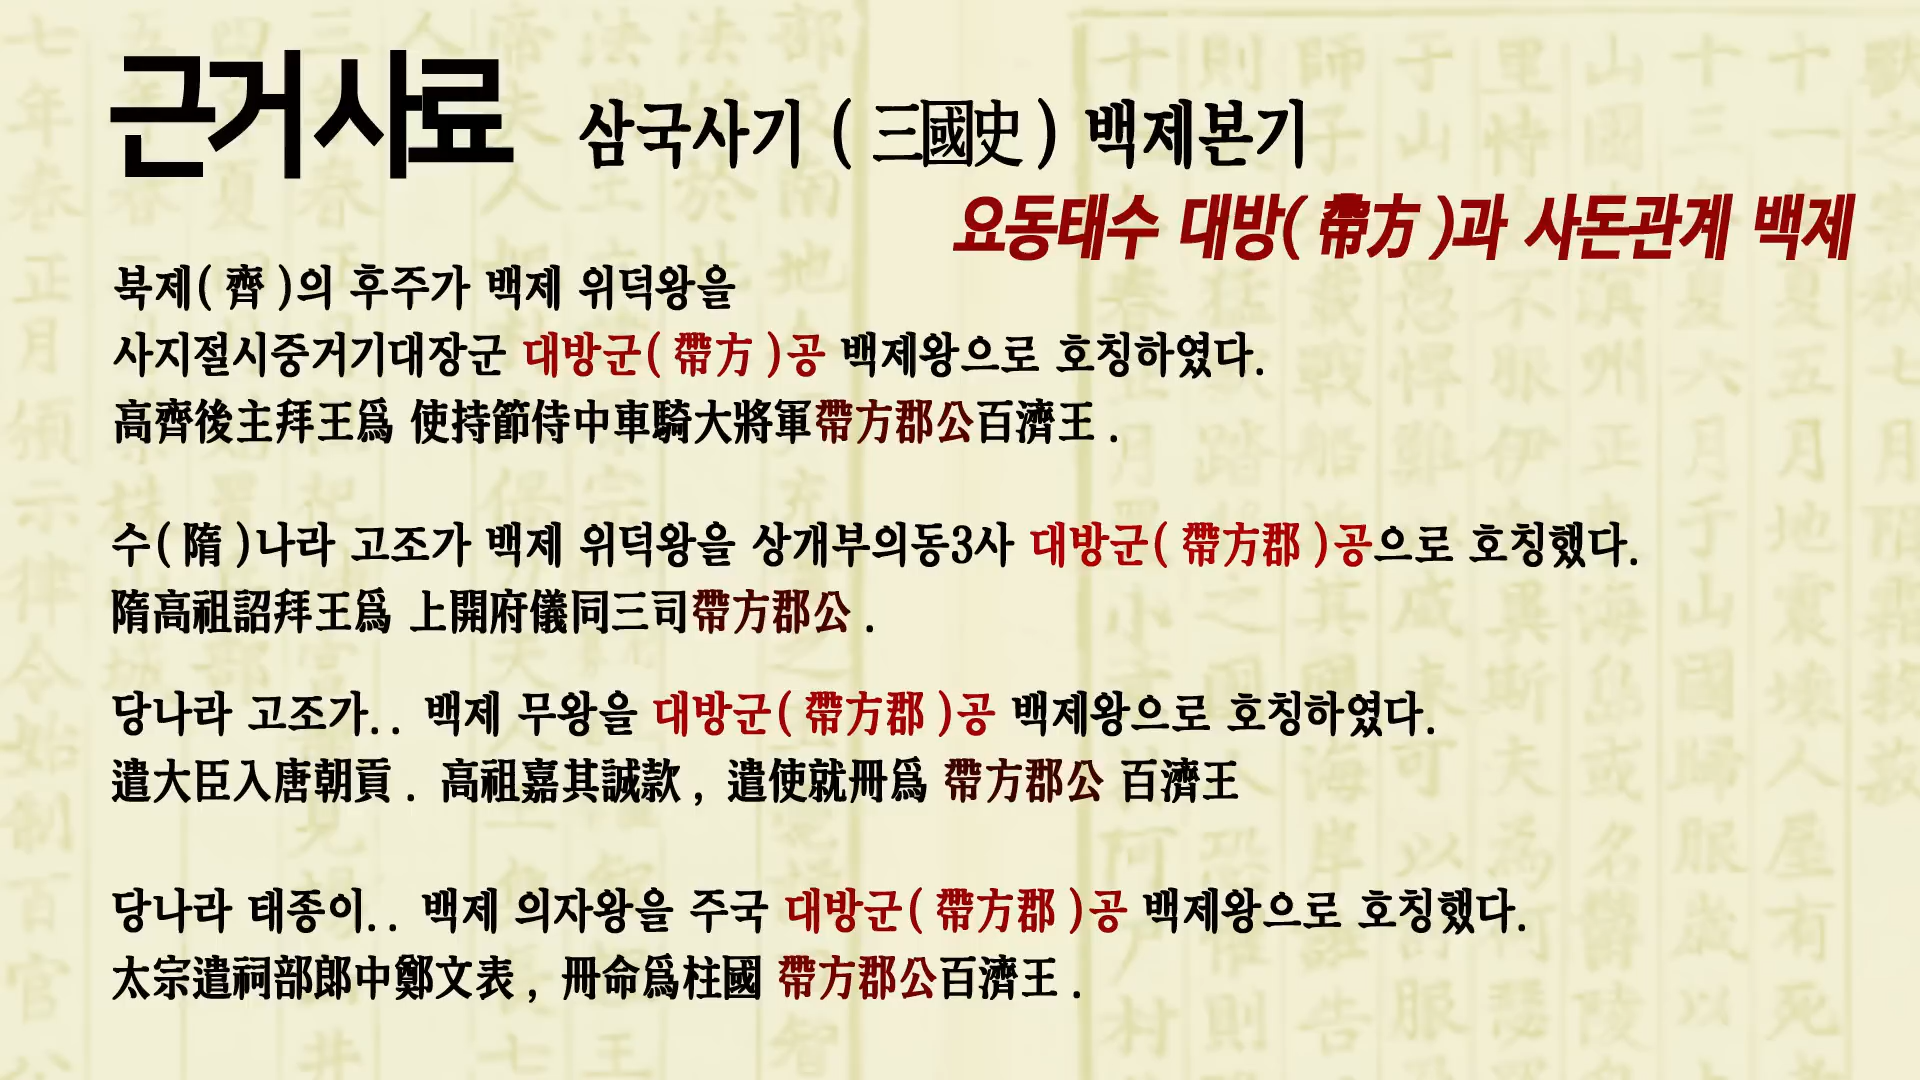 근거사료 삼국사기 ( 三國史 ) 백제본기
요동태수 대방( 帶方 )과 사돈관계 백제
북제( 齊 )의 후주가 백제 위덕왕을
사지절시중거기대장군 대방군( 帶方 )공 백제왕으로 호칭하였다.
高齊後主拜王爲 使持節侍中車騎大將軍帶方郡公百濟王 .
수( 隋 )나라 고조가 백제 위덕왕을 상개부의동3사 대방군( 帶方郡 )공으로 호칭했다.
隋高祖詔拜王爲 上開府儀同三司帶方郡公 .
당나라 고조가.. 백제 무왕을 대방군( 帶方郡 )공 백제왕으로 호칭하였다.
遣大臣入唐朝貢 . 高祖嘉其誠款 , 遣使就冊爲 帶方郡公 百濟王
당나라 태종이.. 백제 의자왕을 주국 대방군( 帶方郡 )공 백제왕으로 호칭했다.
太宗遣祠部郎中鄭文表 , 冊命爲柱國 帶方郡公百濟王 .